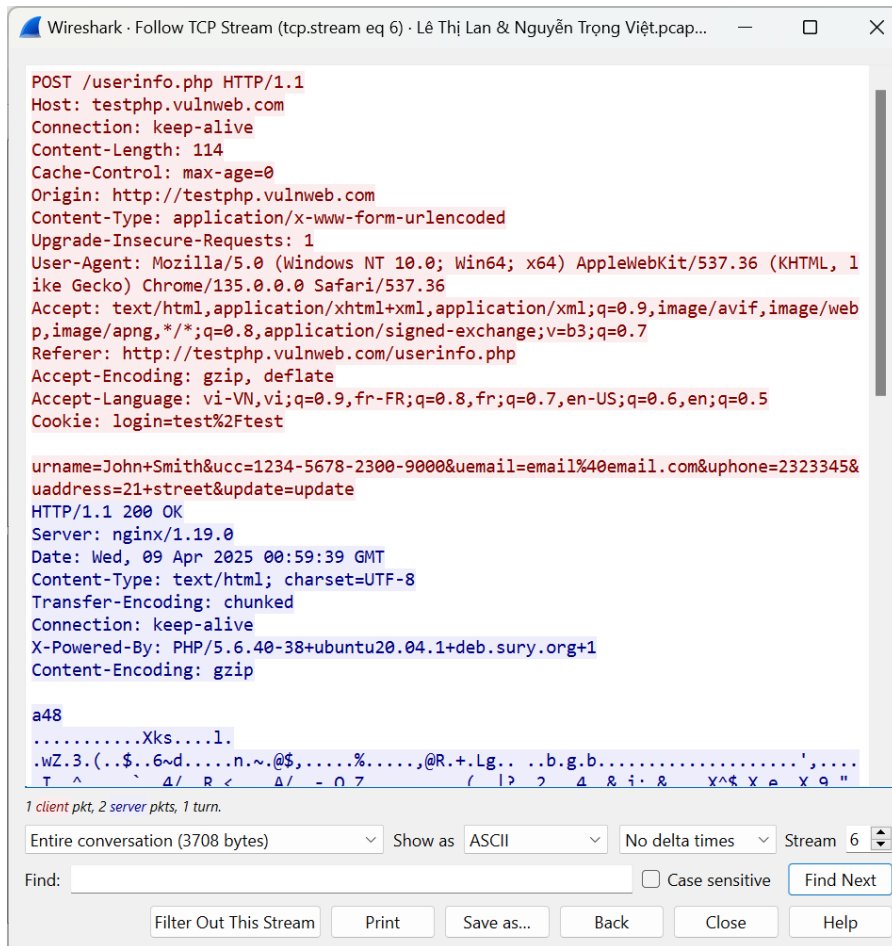 Wireshark · Follow TCP Stream (tcp.stream eq 6) · Lê Thị Lan & Nguyễn Trọng Việt.pcap...
POST /userinfo.php HTTP/1.1
Host: testphp.vulnweb.com
Connection: keep-alive
Content-Length: 114
Cache-Control: max-age=0
Origin: http://testphp.vulnweb.com
Content-Type: application/x-www-form-urlencoded
Upgrade-Insecure-Requests: 1
User-Agent: Mozilla/5.0 (Windows NT 10.0; Win64; x64) AppleWebKit/537.36 (KHTML, l
ike Gecko) Chrome/135.0.0.0 Safari/537.36
Accept: text/html,application/xhtml+xml,application/xml;q=0.9,image/avif,image/web
p,image/apng,*/*;q=0.8,application/signed-exchange;v=b3;q=0.7
Referer: http://testphp.vulnweb.com/userinfo.php
Accept-Encoding: gzip, deflate
Accept-Language: vi-VN,vi;q=0.9,fr-FR;q=0.8,fr;q=0.7,en-US;q=0.6,en;q=0.5
Cookie: login=test%2Ftest
urname=John+Smith&ucc=1234-5678-2300-9000&uemail=email%40email.com&uphone=2323345&
uaddress=21+street&update=update
HTTP/1.1 200 OK
Server: nginx/1.19.0
Date: Wed, 09 Apr 2025 00:59:39 GMT
Content-Type: text/html; charset=UTF-8
Transfer-Encoding: chunked
Connection: keep-alive
X-Powered-By: PHP/5.6.40-38+ubuntu20.04.1+deb.sury.org+1
Content-Encoding: gzip
a48
...........Xks....l.
.wZ.3.(..$..6~d.....n.~.@$,.....%.....,@R.+.Lg.. ..b.g.b....................',....
1 client pkt, 2 server pkts, 1 turn.
Entire conversation (3708 bytes) Show as ASCII No delta times Stream 6
Find: Case sensitive Find Next
Filter Out This Stream Print Save as... Back Close Help